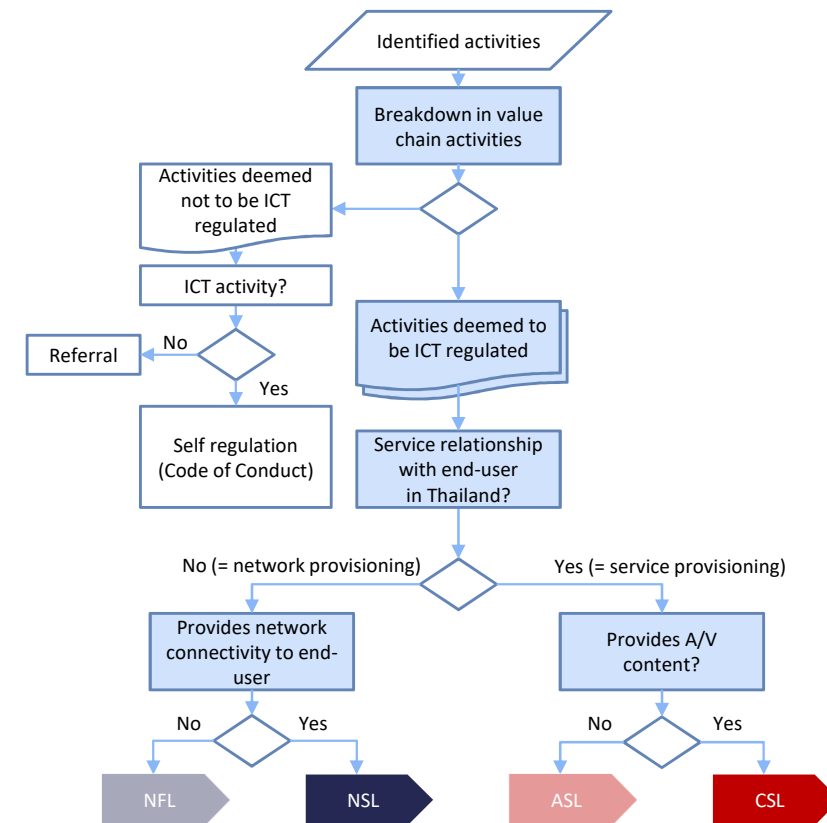 Identified activities
Breakdown in value
chain activities
Activities deemed
not to be ICT
regulated
ICT activity?
Activities deemed to
be ICT regulated
No
Referral
Yes
Self regulation
(Code of Conduct)
Service relationship
with end-user
in Thailand?
No (= network provisioning)
Yes (= service provisioning)
Provides network
connectivity to end-
user
Provides A/V
content?
No
Yes
No
Yes
NFL
NSL
ASL
CSL